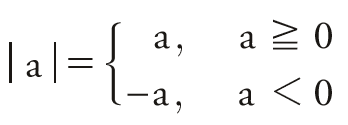 |a|={ a, a ≧ 0
-a, a < 0